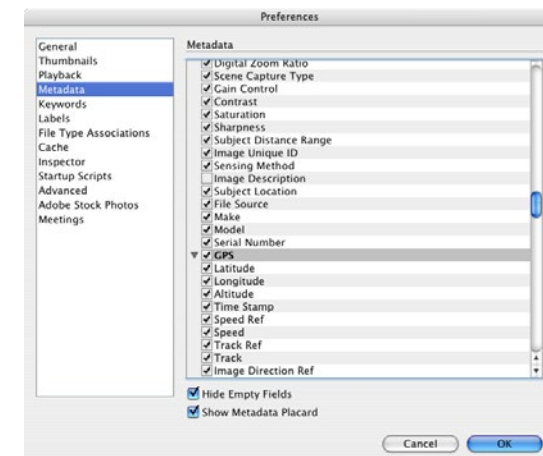 Preferences
General
Thumbnails
Playback
Metadata
Keywords
Labels
File Type Associations
Cache
Inspector
Startup Scripts
Advanced
Adobe Stock Photos
Meetings
Metadata
Digital Zoom Ratio
Scene Capture Type
Gain Control
Contrast
Saturation
Sharpness
Subject Distance Range
Image Unique ID
Sensing Method
Image Description
Subject Location
File Source
Make
Model
Serial Number
GPS
Latitude
Longitude
Altitude
Time Stamp
Speed Ref
Speed
Track Ref
Track
Image Direction Ref
Hide Empty Fields
Show Metadata Placard
Cancel
OK